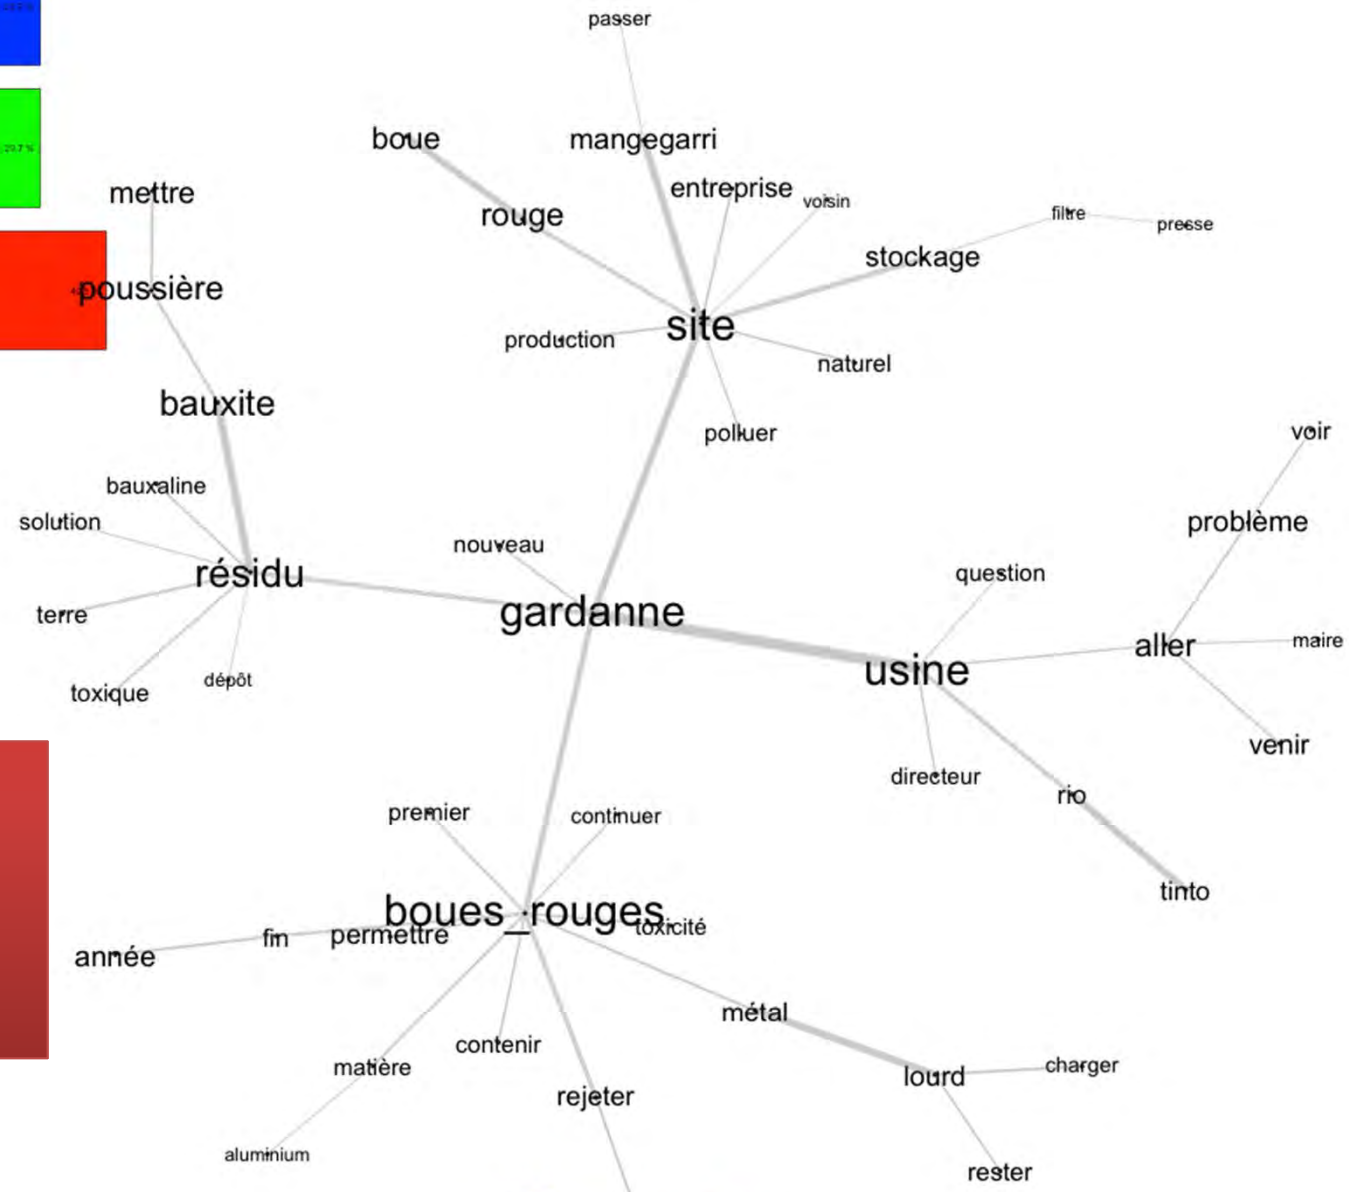 passer
boue
mangegarri
29.7 %
mettre
entreprise
voisin
rouge
filtre
presse
stockage
poussière
site
production
naturel
bauxite
polluer
voir
bauxaline
solution
problème
nouveau
résidu
question
terre
gardanne
aller
maire
usine
dépôt
toxique
venir
directeur
rio
premier
continuer
tinto
boues_rouges
toxicité
permettre
fin
année
métal
contenir
matière
charger
lourd
rejeter
aluminium
rester